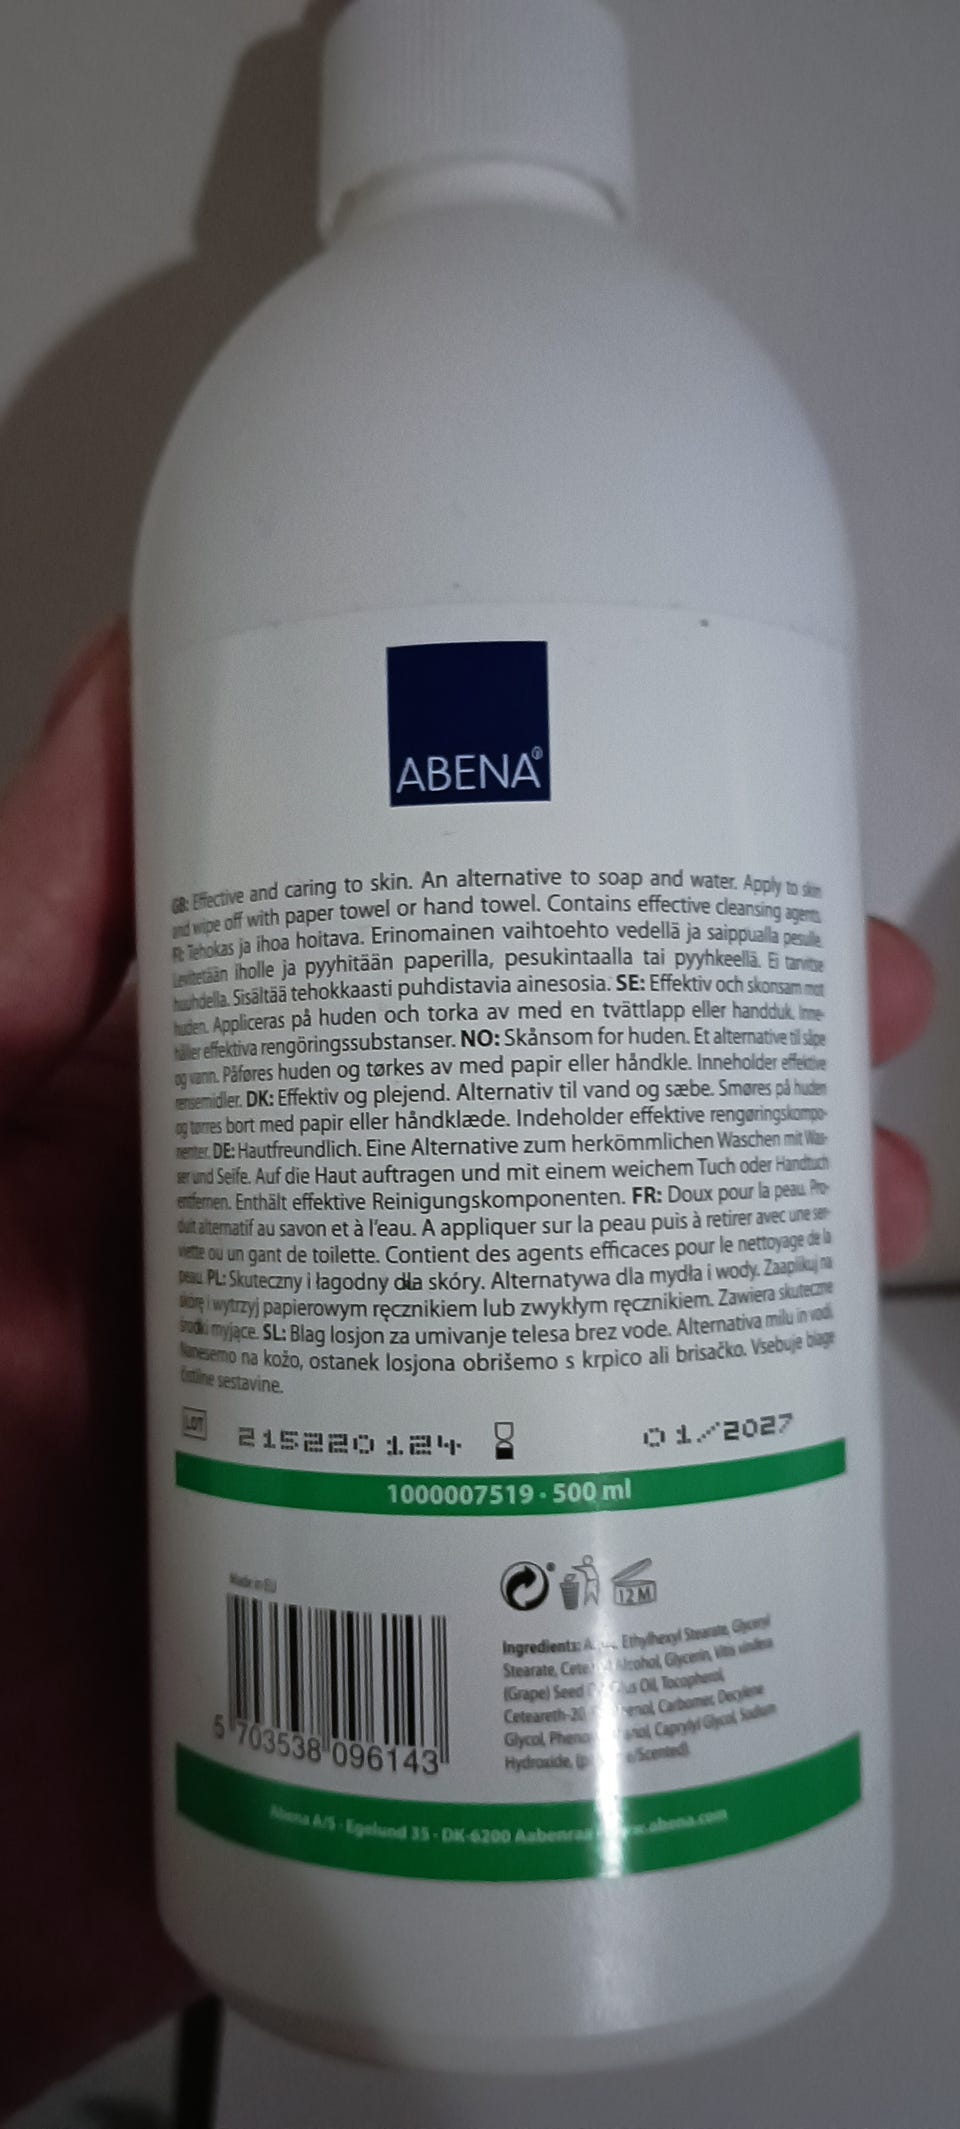 ABENA®
GB: Effective and caring to skin. An alternative to soap and water. Apply to skin
and wipe off with paper towel or hand towel. Contains effective cleansing agents.
FI: Tehokas ja ihoa hoitava. Erinomainen vaihtoehto vedellä ja saippualla pesulle.
Levitetään iholle ja pyyhitään paperilla, pesukintaalla tai pyyhkeellä. Ei tarvitse
huuhdella. Sisältää tehokkaasti puhdistavia ainesosia. SE: Effektiv och skonsam mot
huden. Appliceras på huden och torka av med en tvättlapp eller handduk. Inne-
håller effektiva rengöringssubstanser. NO: Skånsom for huden. Et alternative til såpe
og vann. Påføres huden og tørkes av med papir eller håndkle. Inneholder effektive
rensemidler. DK: Effektiv og plejend. Alternativ til vand og sæbe. Smøres på huden
og tørres bort med papir eller håndklæde. Indeholder effektive rengøringskompo-
nenter. DE: Hautfreundlich. Eine Alternative zum herkömmlichen Waschen mit Was-
ser und Seife. Auf die Haut auftragen und mit einem weichem Tuch oder Handtuch
entfernen. Enthält effektive Reinigungskomponenten. FR: Doux pour la peau. Pro-
duit alternatif au savon et à l'eau. A appliquer sur la peau puis à retirer avec une ser-
viette ou un gant de toilette. Contient des agents efficaces pour le nettoyage de la
peau. PL: Skuteczny i łagodny dla skóry. Alternatywa dla mydła i wody. Zaaplikuj na
skórę i wytrzyj papierowym ręcznikiem lub zwykłym ręcznikiem. Zawiera skuteczne
środki myjące. SL: Blag losjon za umivanje telesa brez vode. Alternativa milu in vodi.
Nanesemo na kožo, ostanek losjona obrišemo s krpico ali brisačko. Vsebuje blage
čistilne sestavine.
LOT 215220124 01/2027
1000007519 · 500 ml
Made in EU
12 M
Ingredients: Ethylhexyl Stearate, Glyceryl
Stearate, Alcohol, Glycerin, Vitis vinifera
(Grape) Seed Oil, Tocopherol,
Ceteareth-20, Carbomer, Decylene
Glycol, Caprylyl Glycol, Sodium
Hydroxide,
5 703538 096143
Abena A/S · Egelund 35 · DK-6200 Aabenraa · www.abena.com